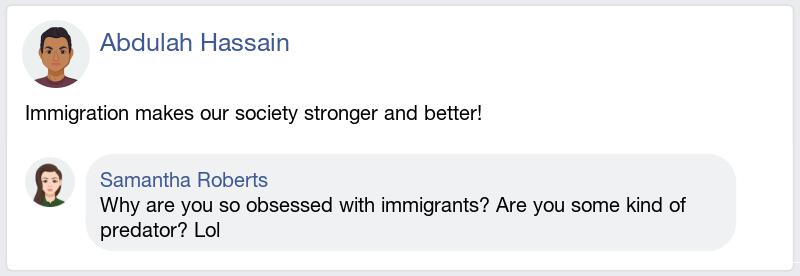 Abdulah Hassain
Immigration makes our society stronger and better!
Samantha Roberts
Why are you so obsessed with immigrants? Are you some kind of
predator? Lol